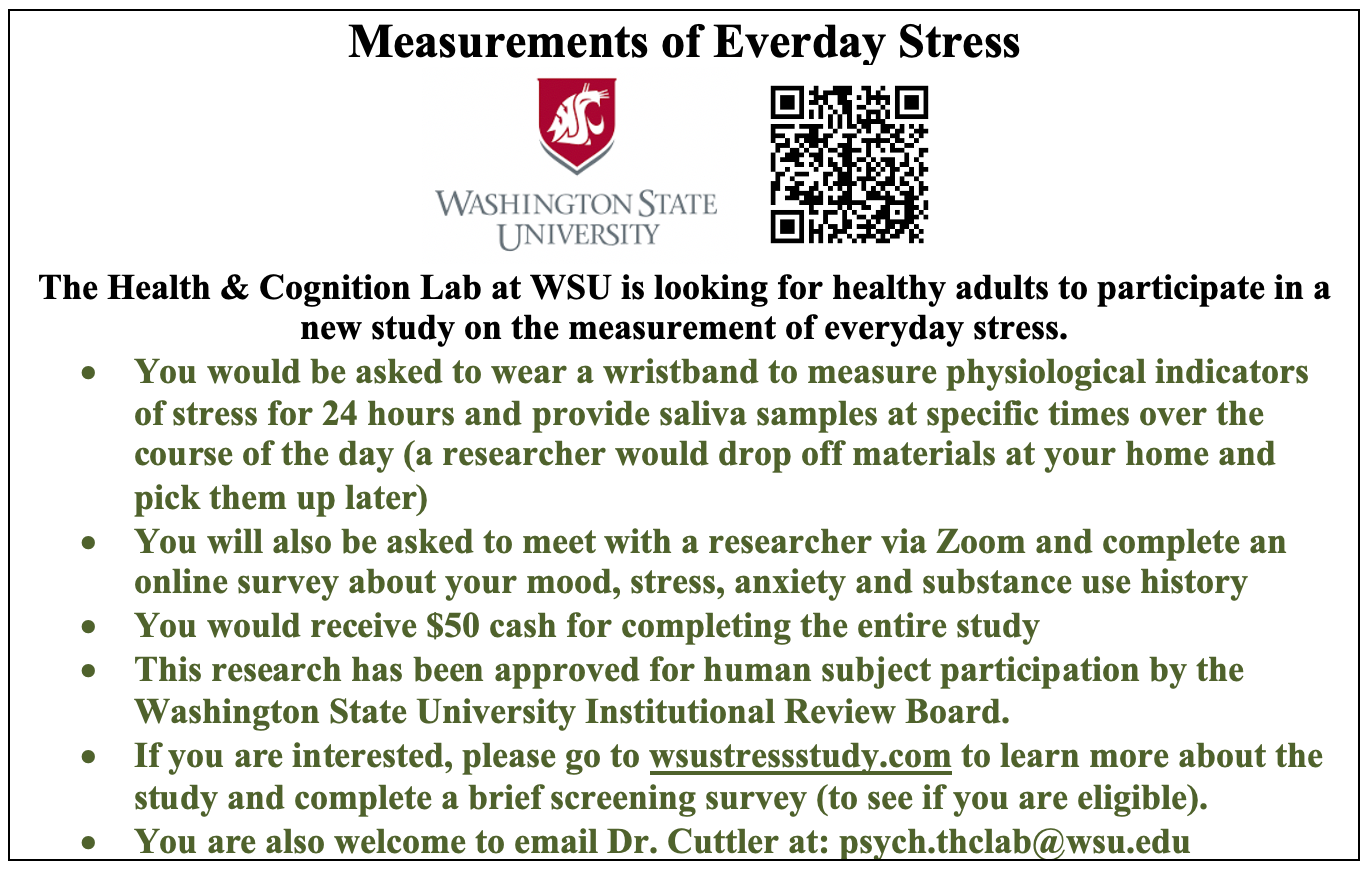 Measurements of Everday Stress
WASHINGTON STATE
UNIVERSITY
The Health & Cognition Lab at WSU is looking for healthy adults to participate in a
new study on the measurement of everyday stress.
• You would be asked to wear a wristband to measure physiological indicators
of stress for 24 hours and provide saliva samples at specific times over the
course of the day (a researcher would drop off materials at your home and
pick them up later)
• You will also be asked to meet with a researcher via Zoom and complete an
online survey about your mood, stress, anxiety and substance use history
• You would receive $50 cash for completing the entire study
• This research has been approved for human subject participation by the
Washington State University Institutional Review Board.
• If you are interested, please go to wsustressstudy.com to learn more about the
study and complete a brief screening survey (to see if you are eligible).
• You are also welcome to email Dr. Cuttler at: psych.thclab@wsu.edu